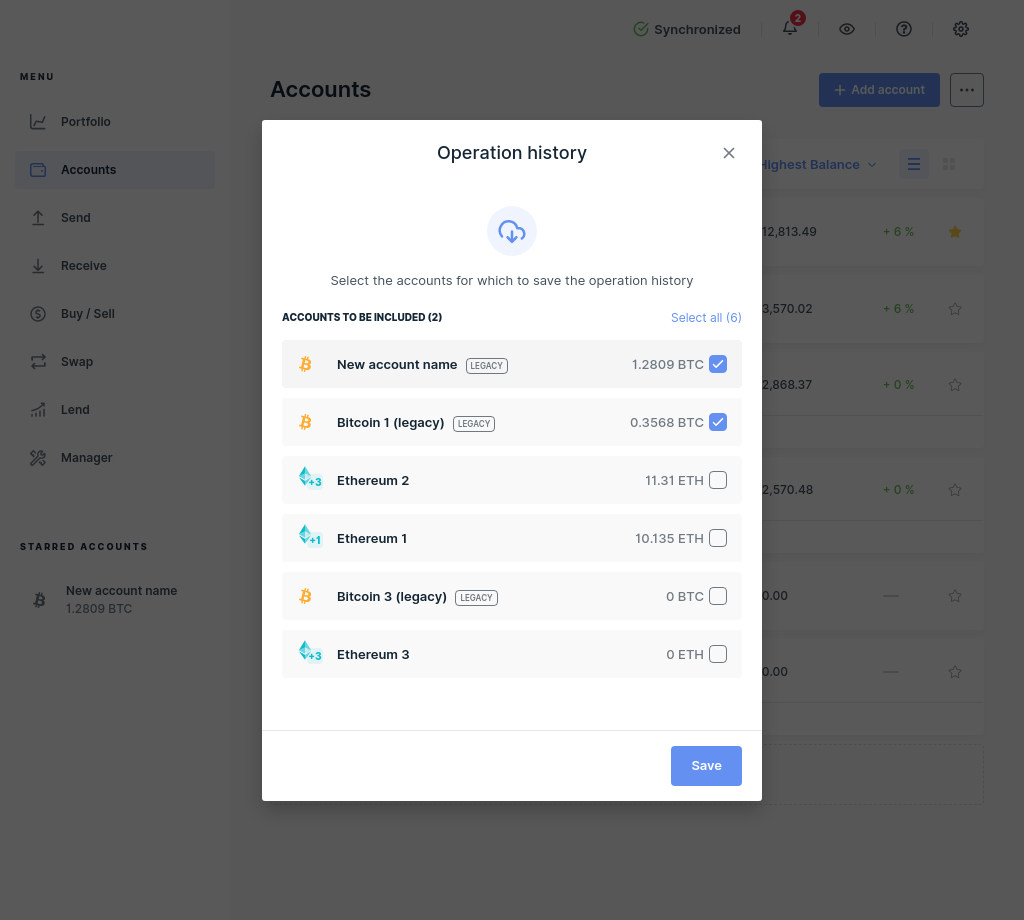 Synchronized
2
MENU
Accounts
+ Add account
Portfolio
Operation history
Accounts
Highest Balance
Send
12,813.49
+ 6 %
Receive
Select the accounts for which to save the operation history
Buy / Sell
ACCOUNTS TO BE INCLUDED (2)
Select all (6)
3,570.02
+ 6 %
Swap
New account name LEGACY
1.2809 BTC
2,868.37
+ 0 %
Lend
Bitcoin 1 (legacy) LEGACY
0.3568 BTC
Manager
+3
Ethereum 2
11.31 ETH
2,570.48
+ 0 %
STARRED ACCOUNTS
+1
Ethereum 1
10.135 ETH
New account name
1.2809 BTC
Bitcoin 3 (legacy) LEGACY
0 BTC
0.00
—
+3
Ethereum 3
0 ETH
0.00
—
Save